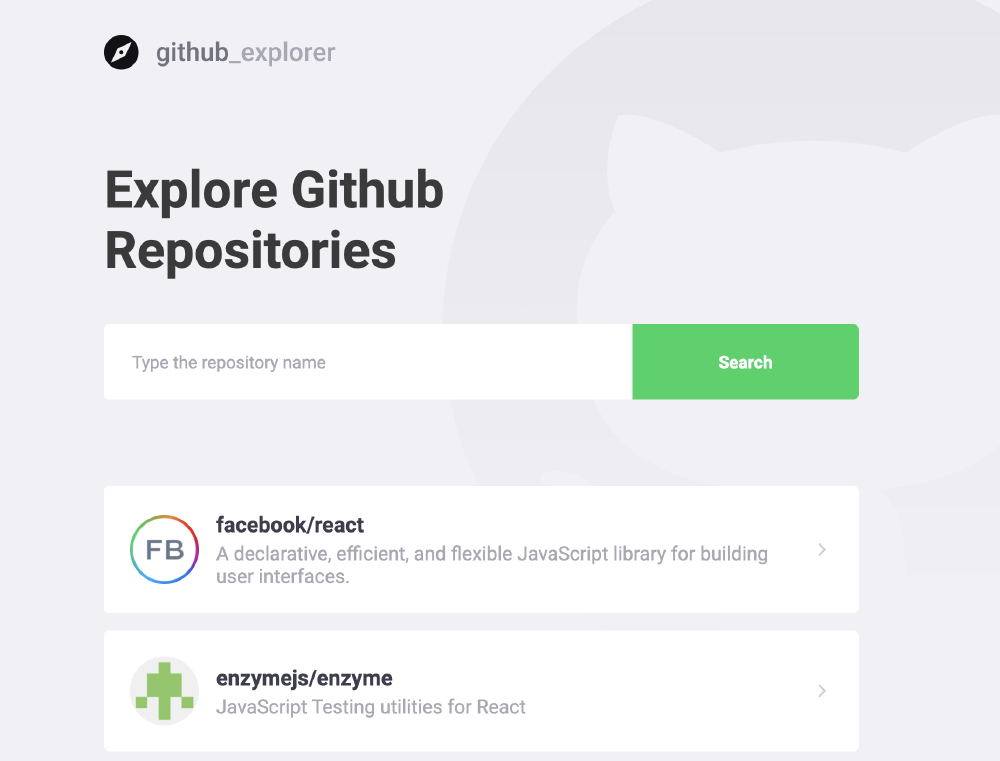 github_explorer
Explore Github
Repositories
Type the repository name
Search
FB
facebook/react
A declarative, efficient, and flexible JavaScript library for building
user interfaces.
enzymejs/enzyme
JavaScript Testing utilities for React